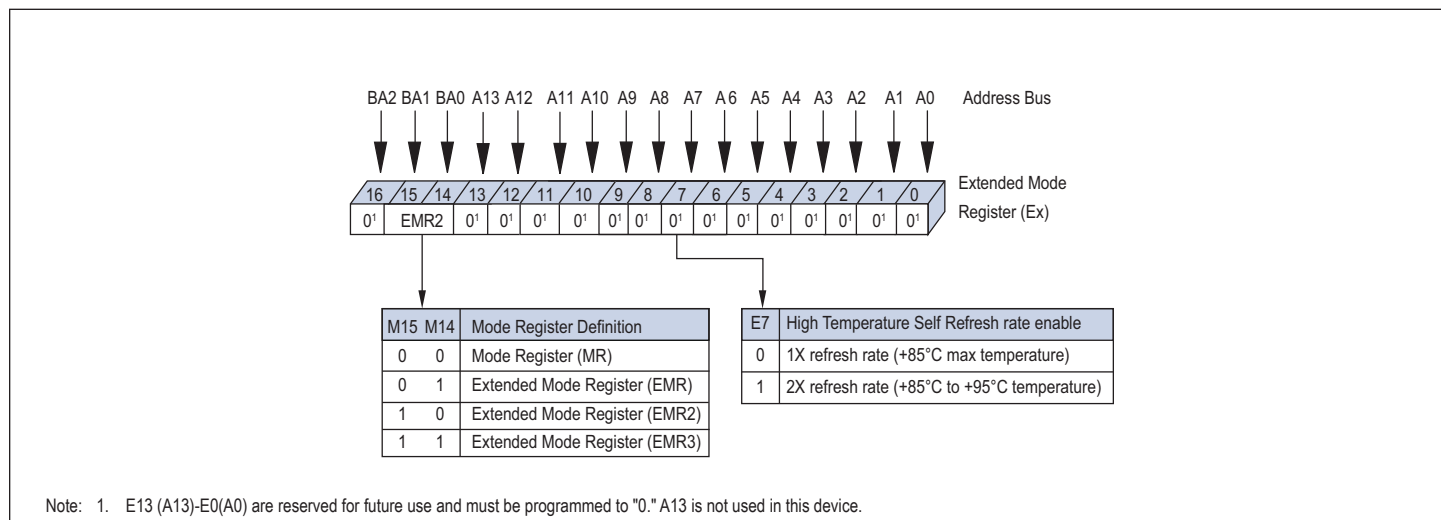 BA2 BA1 BA0 A13 A12 A11 A10 A9 A8 A7 A6 A5 A4 A3 A2 A1 A0 Address Bus
16 15 14 13 12 11 10 9 8 7 6 5 4 3 2 1 0 Extended Mode
Register (Ex)
0¹ EMR2 0¹ 0¹ 0¹ 0¹ 0¹ 0¹ 0¹ 0¹ 0¹ 0¹ 0¹ 0¹ 0¹ 0¹
M15 M14 Mode Register Definition
0 0 Mode Register (MR)
0 1 Extended Mode Register (EMR)
1 0 Extended Mode Register (EMR2)
1 1 Extended Mode Register (EMR3)
E7 High Temperature Self Refresh rate enable
0 1X refresh rate (+85°C max temperature)
1 2X refresh rate (+85°C to +95°C temperature)
Note: 1. E13 (A13)-E0(A0) are reserved for future use and must be programmed to "0." A13 is not used in this device.